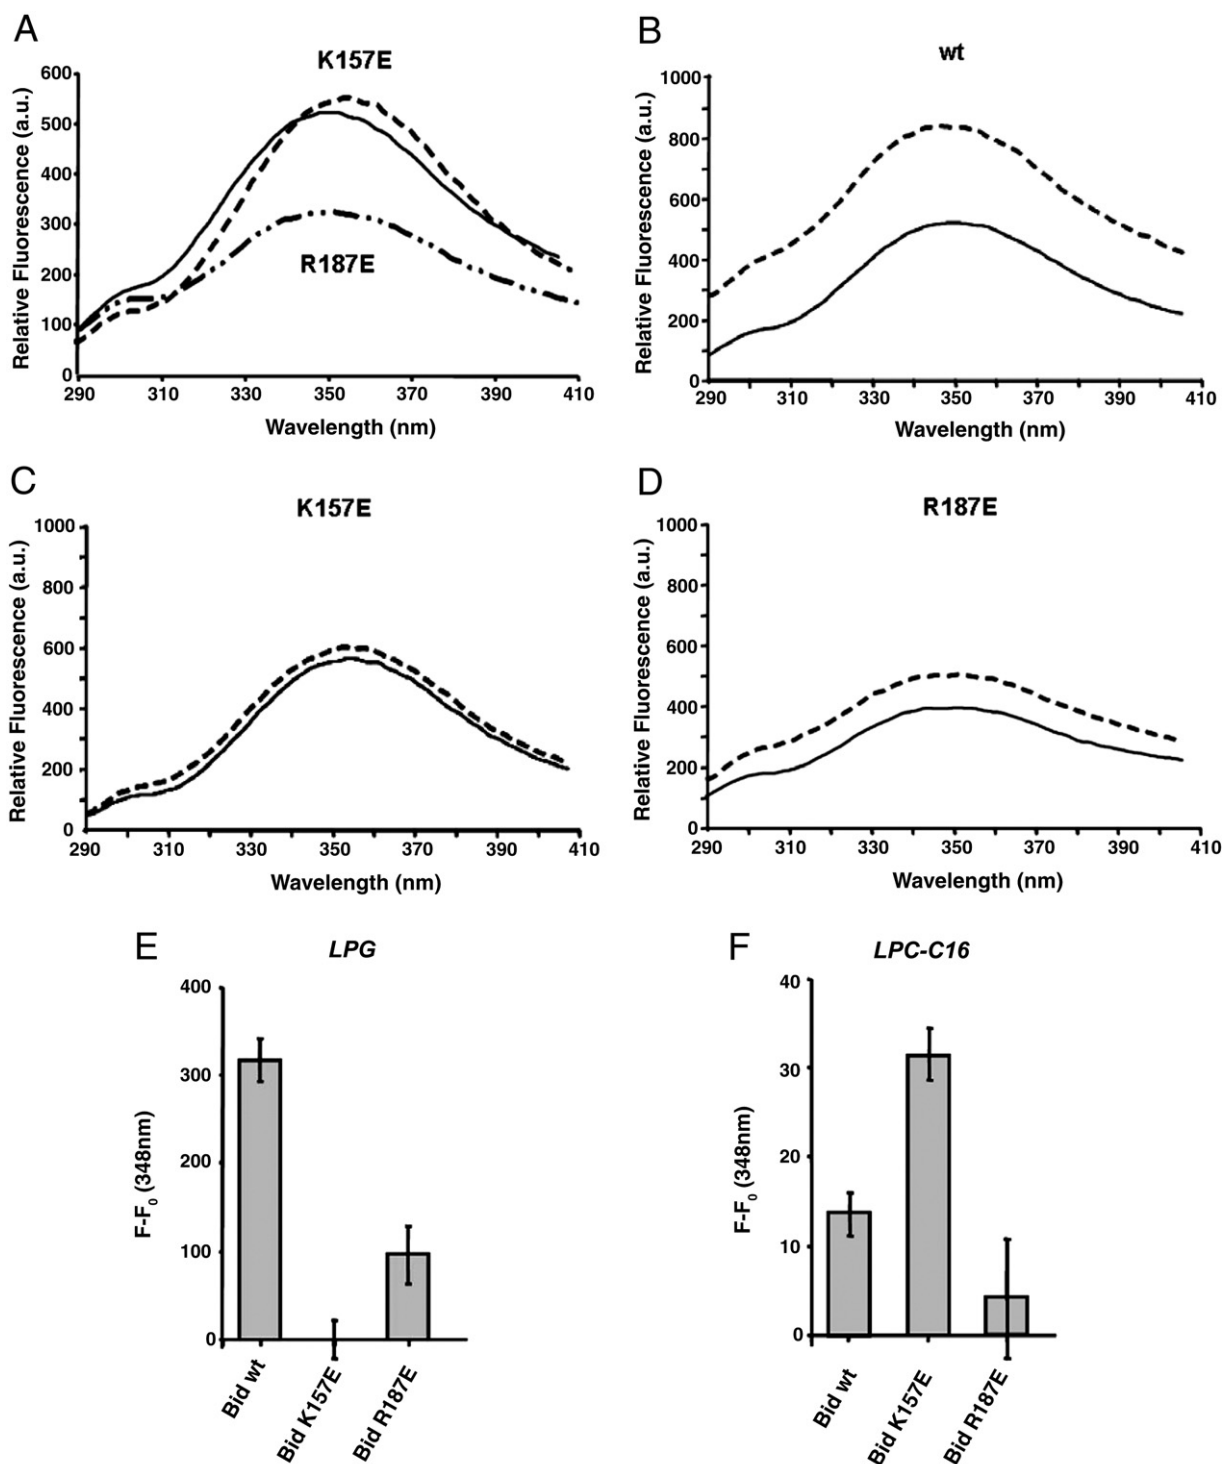 A
K157E
Relative Fluorescence (a.u.)
600
500
400
300
200
100
0
R187E
290 310 330 350 370 390 410
Wavelength (nm)
B
wt
Relative Fluorescence (a.u.)
1000
800
600
400
200
0
290 310 330 350 370 390 410
Wavelength (nm)
C
K157E
Relative Fluorescence (a.u.)
1000
800
600
400
200
0
290 310 330 350 370 390 410
Wavelength (nm)
D
R187E
Relative Fluorescence (a.u.)
1000
800
600
400
200
0
290 310 330 350 370 390 410
Wavelength (nm)
E
LPG
F-F₀ (348nm)
400
300
200
100
0
Bid wt
Bid K157E
Bid R187E
F
LPC-C16
F-F₀ (348nm)
40
30
20
10
0
Bid wt
Bid K157E
Bid R187E